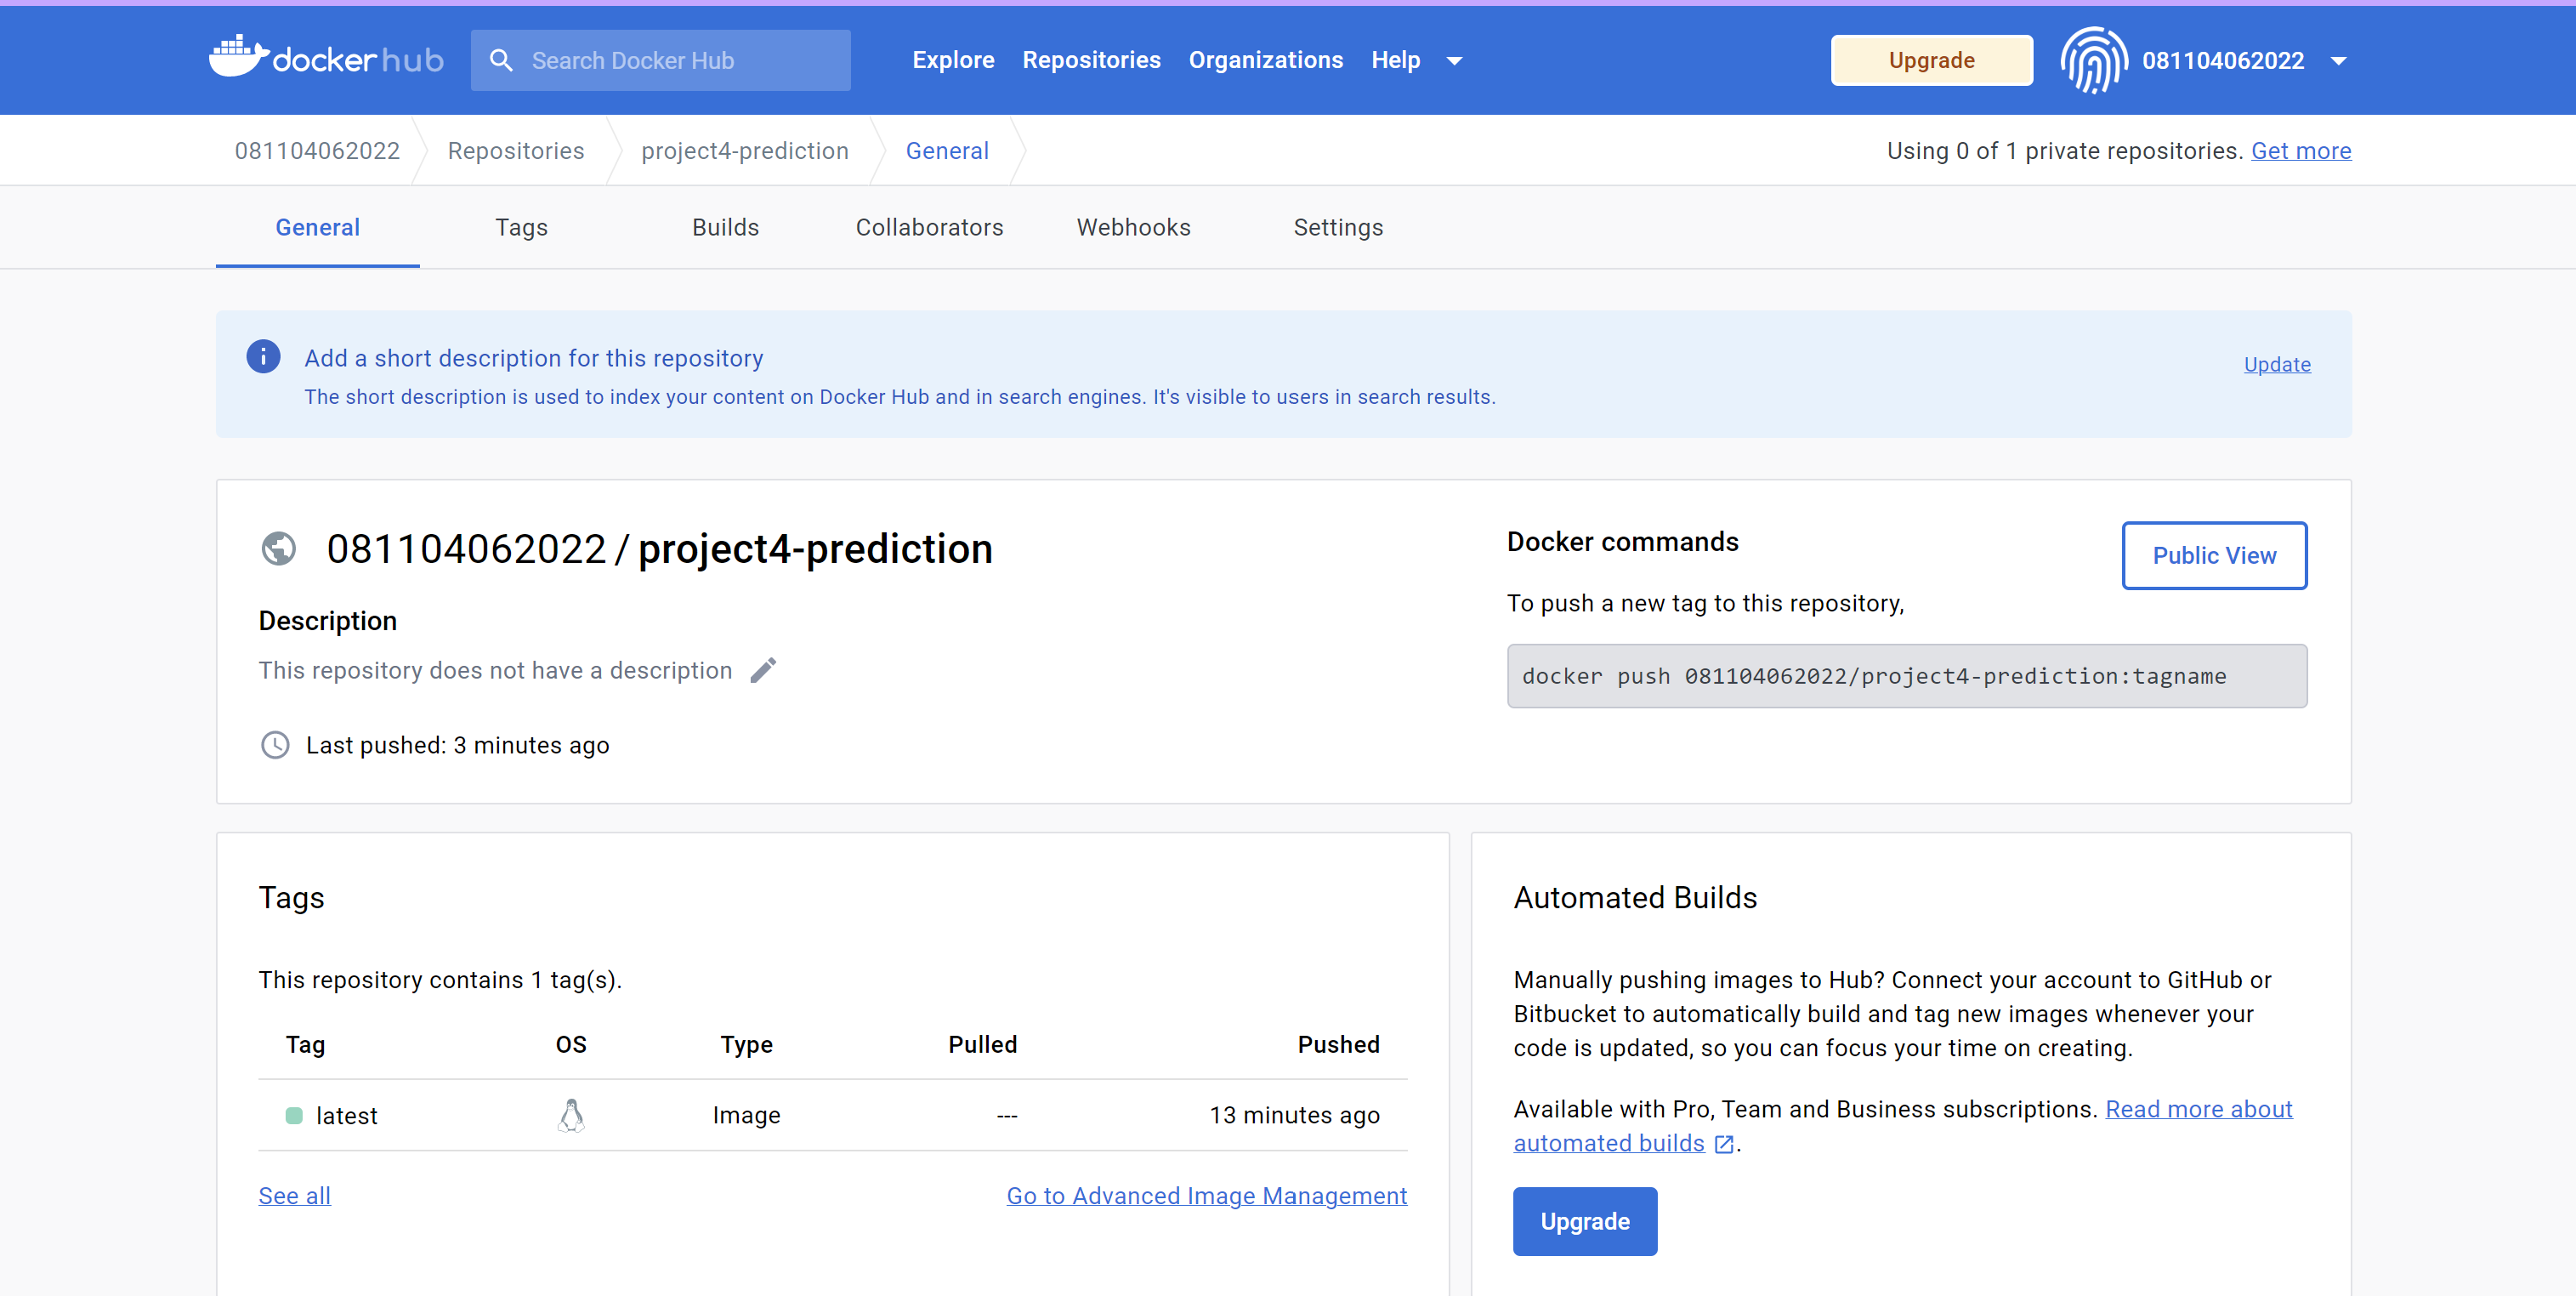 dockerhub
Search Docker Hub
Explore Repositories Organizations Help
Upgrade
081104062022
081104062022 Repositories project4-prediction General
Using 0 of 1 private repositories. Get more
General Tags Builds Collaborators Webhooks Settings
Add a short description for this repository
Update
The short description is used to index your content on Docker Hub and in search engines. It's visible to users in search results.
081104062022 / project4-prediction
Description
This repository does not have a description
Last pushed: 3 minutes ago
Docker commands
Public View
To push a new tag to this repository,
docker push 081104062022/project4-prediction:tagname
Tags
This repository contains 1 tag(s).
Tag OS Type Pulled Pushed
latest Image --- 13 minutes ago
See all
Go to Advanced Image Management
Automated Builds
Manually pushing images to Hub? Connect your account to GitHub or
Bitbucket to automatically build and tag new images whenever your
code is updated, so you can focus your time on creating.
Available with Pro, Team and Business subscriptions. Read more about
automated builds .
Upgrade